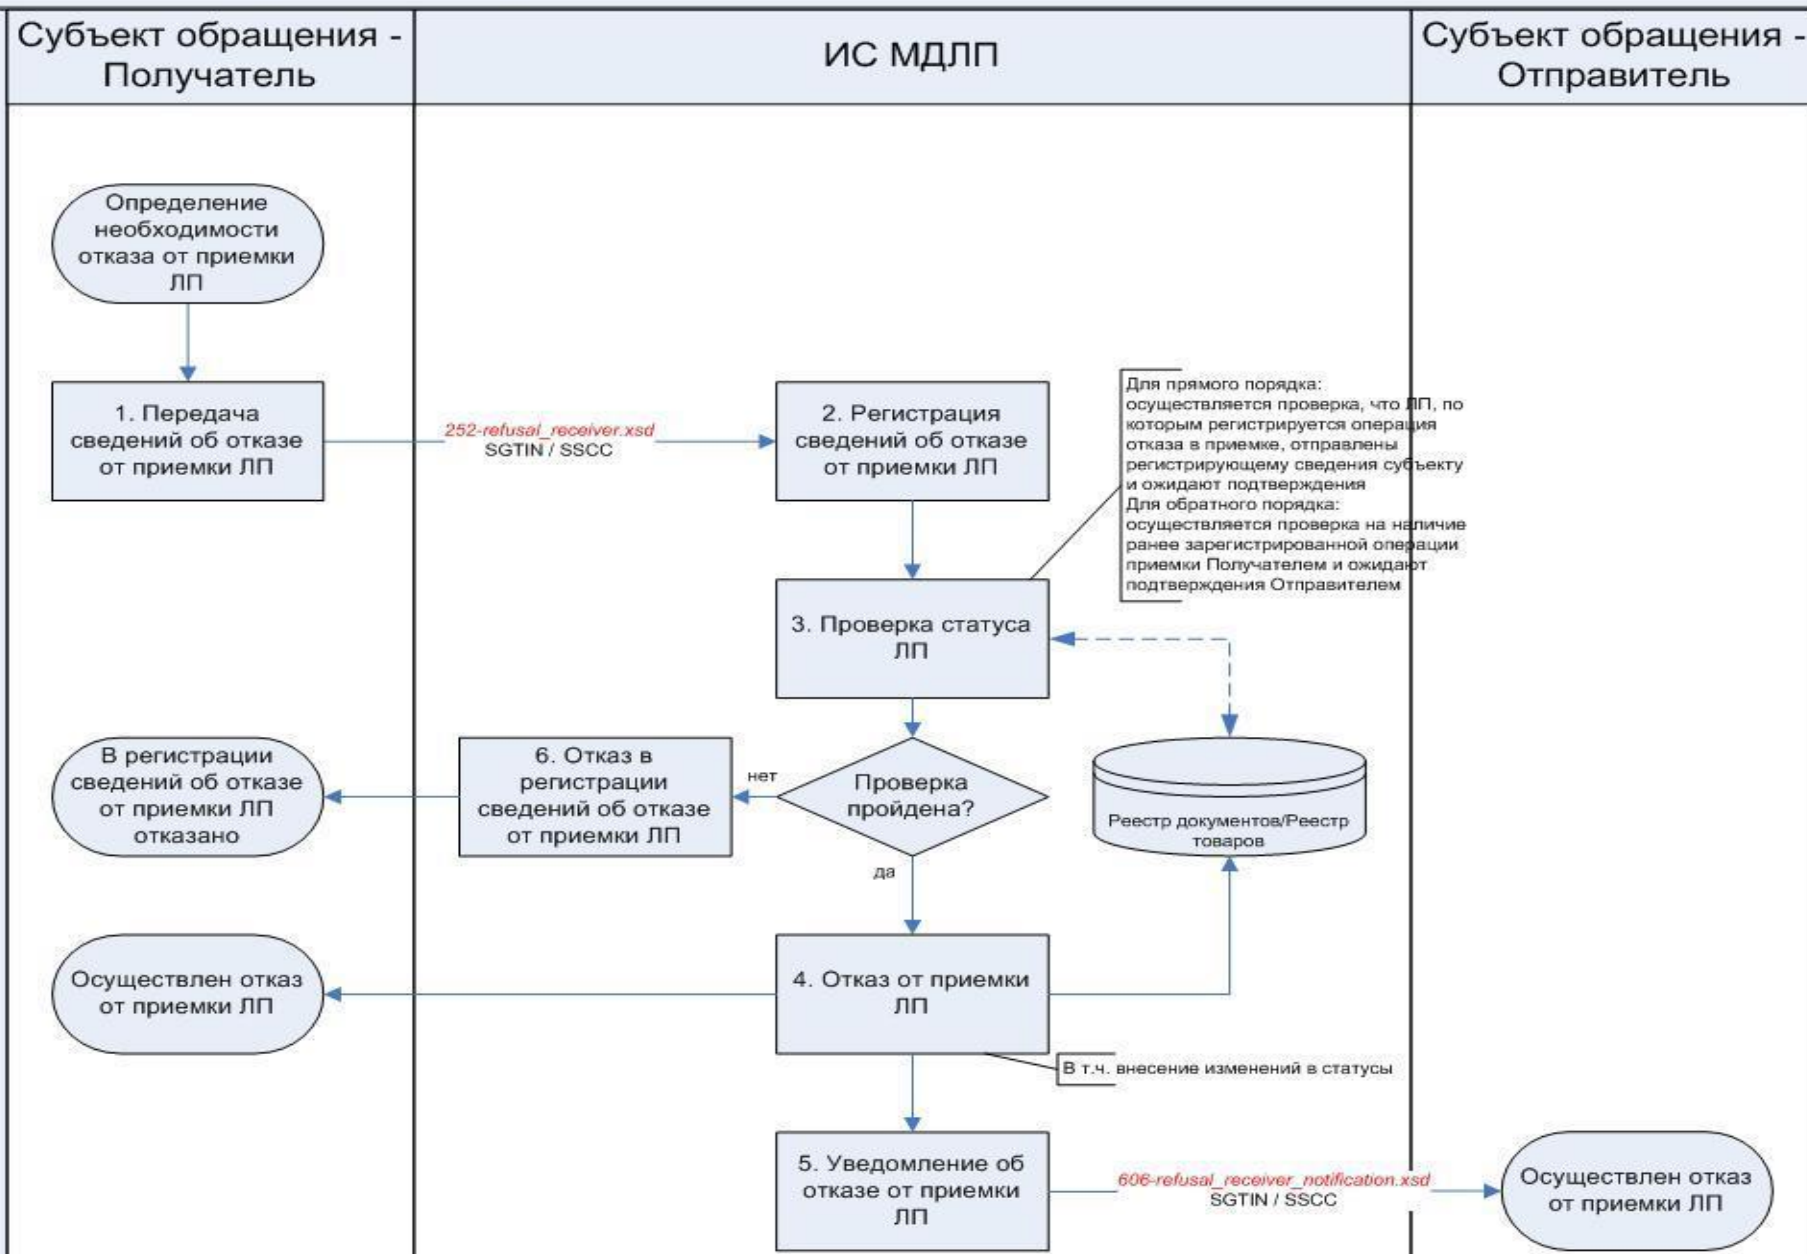 Субъект обращения -
Получатель
ИС МДЛП
Субъект обращения -
Отправитель
Определение
необходимости
отказа от приемки
ЛП
1. Передача
сведений об отказе
от приемки ЛП
252-refusal_receiver.xsd
SGTIN / SSCC
2. Регистрация
сведений об отказе
от приемки ЛП
Для прямого порядка:
осуществляется проверка, что ЛП, по
которым регистрируется операция
отказа в приемке, отправлены
регистрирующему сведения субъекту
и ожидают подтверждения
Для обратного порядка:
осуществляется проверка на наличие
ранее зарегистрированной операции
приемки Получателем и ожидают
подтверждения Отправителем
3. Проверка статуса
ЛП
В регистрации
сведений об отказе
от приемки ЛП
отказано
6. Отказ в
регистрации
сведений об отказе
от приемки ЛП
нет
Проверка
пройдена?
Реестр документов/Реестр
товаров
да
Осуществлен отказ
от приемки ЛП
4. Отказ от приемки
ЛП
В т.ч. внесение изменений в статусы
5. Уведомление об
отказе от приемки
ЛП
606-refusal_receiver_notification.xsd
SGTIN / SSCC
Осуществлен отказ
от приемки ЛП